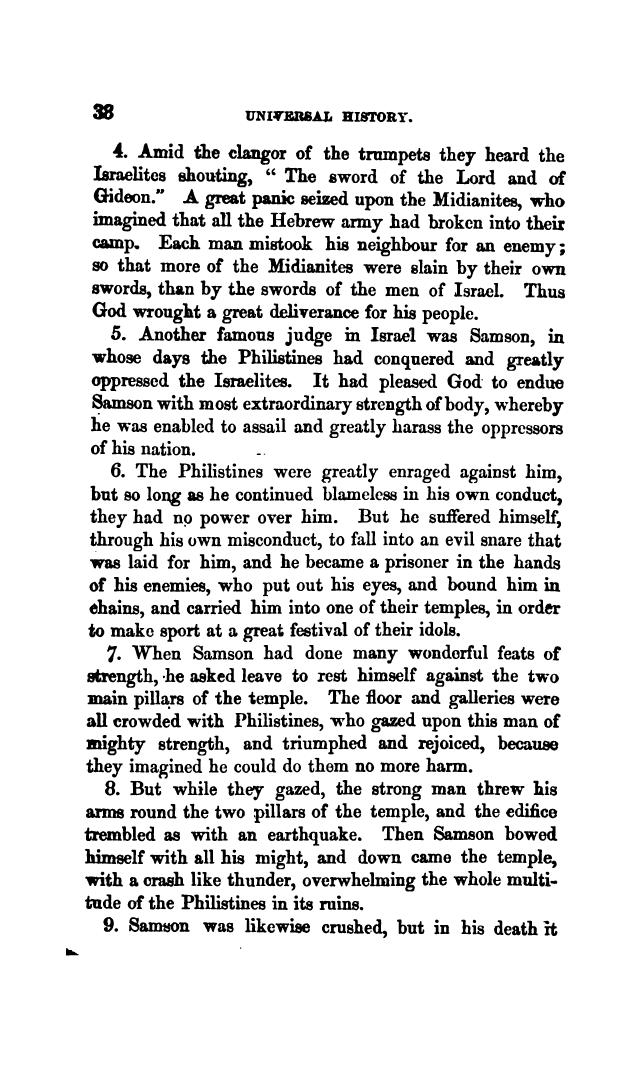 38 UNIVERSAL HISTORY.
4. Amid the clangor of the trumpets they heard the
Israelites shouting, “ The sword of the Lord and of
Gideon.” A great panic seized upon the Midianites, who
imagined that all the Hebrew army had broken into their
camp. Each man mistook his neighbour for an enemy;
so that more of the Midianites were slain by their own
swords, than by the swords of the men of Israel. Thus
God wrought a great deliverance for his people.
5. Another famous judge in Israel was Samson, in
whose days the Philistines had conquered and greatly
oppressed the Israelites. It had pleased God to endue
Samson with most extraordinary strength of body, whereby
he was enabled to assail and greatly harass the oppressors
of his nation.
6. The Philistines were greatly enraged against him,
but so long as he continued blameless in his own conduct,
they had no power over him. But he suffered himself,
through his own misconduct, to fall into an evil snare that
was laid for him, and he became a prisoner in the hands
of his enemies, who put out his eyes, and bound him in
chains, and carried him into one of their temples, in order
to make sport at a great festival of their idols.
7. When Samson had done many wonderful feats of
strength, he asked leave to rest himself against the two
main pillars of the temple. The floor and galleries were
all crowded with Philistines, who gazed upon this man of
mighty strength, and triumphed and rejoiced, because
they imagined he could do them no more harm.
8. But while they gazed, the strong man threw his
arms round the two pillars of the temple, and the edifice
trembled as with an earthquake. Then Samson bowed
himself with all his might, and down came the temple,
with a crash like thunder, overwhelming the whole multi-
tude of the Philistines in its ruins.
9. Samson was likewise crushed, but in his death it